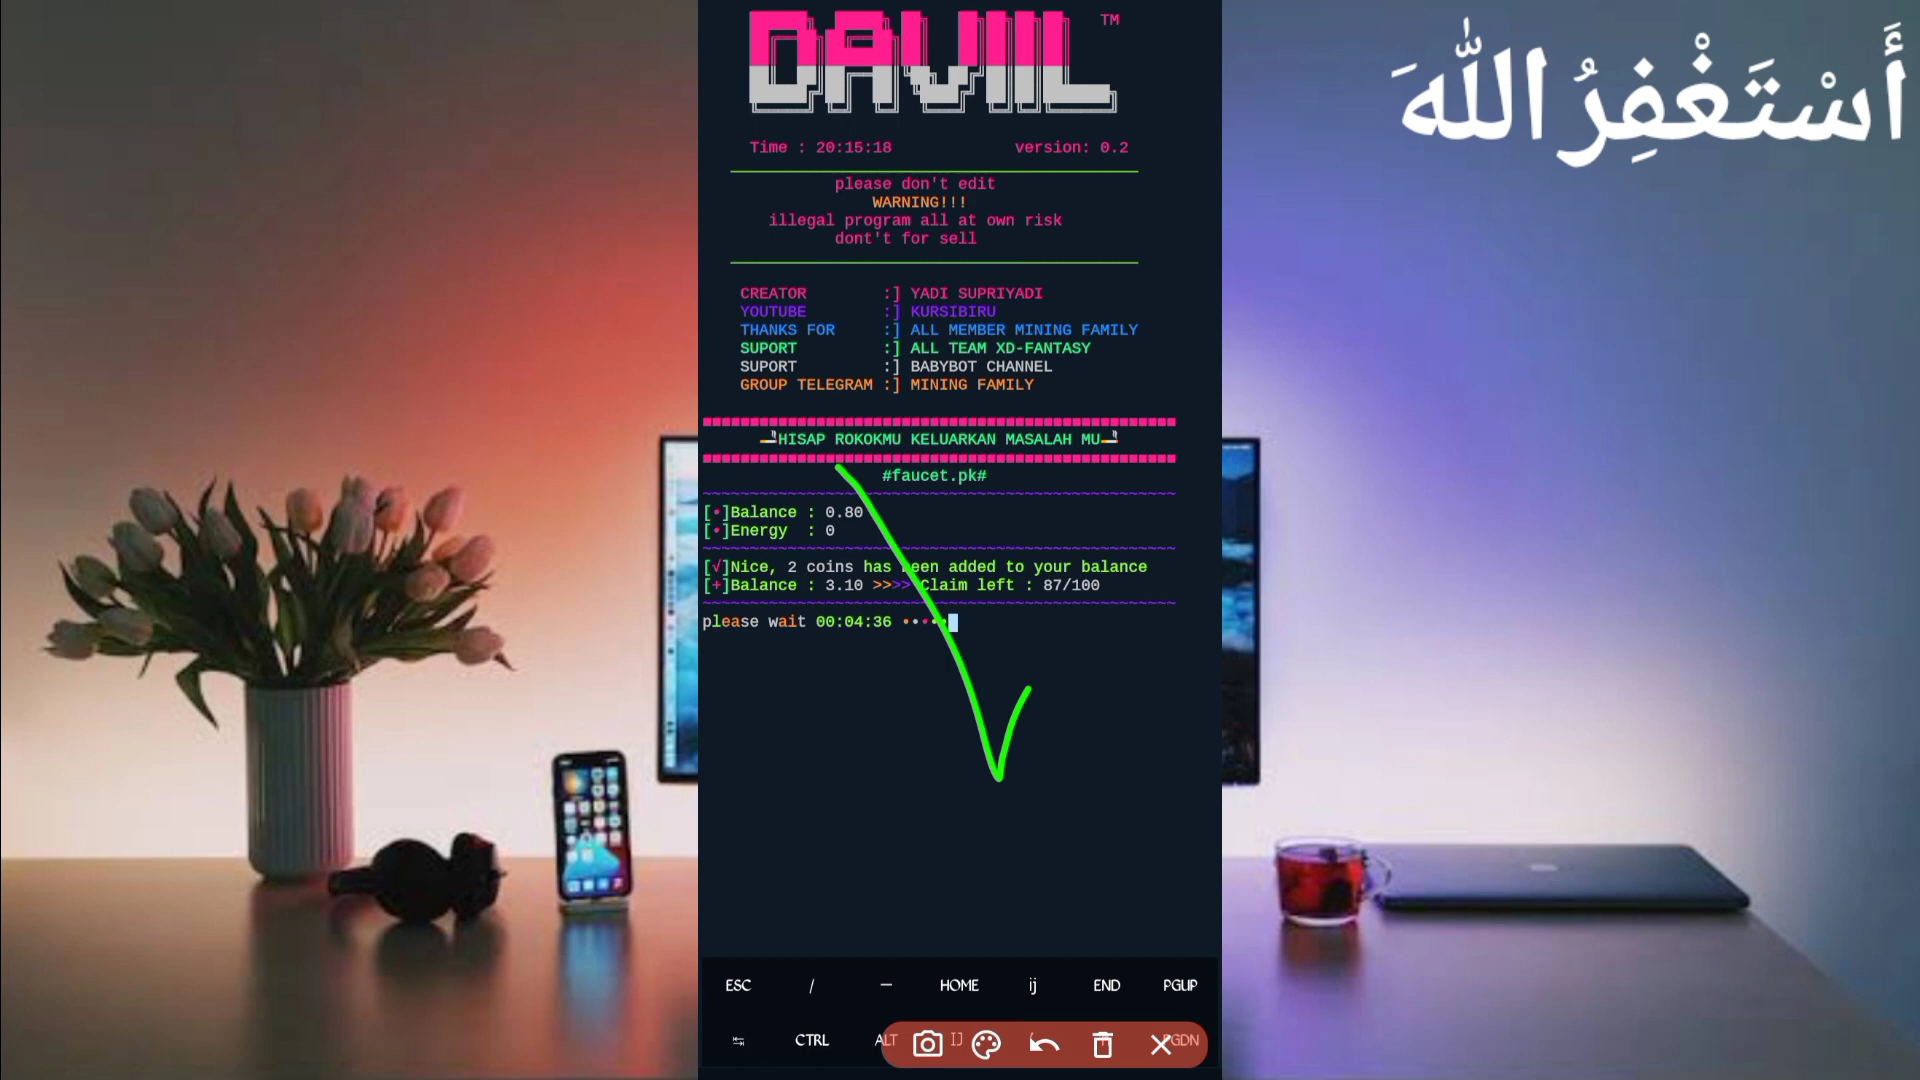 DAVIL ™
أَسْتَغْفِرُ اللّٰهَ
Time : 20:15:18 version: 0.2
please don't edit
WARNING!!!
illegal program all at own risk
dont't for sell
CREATOR :] YADI SUPRIYADI
YOUTUBE :] KURSIBIRU
THANKS FOR :] ALL MEMBER MINING FAMILY
SUPORT :] ALL TEAM XD-FANTASY
SUPORT :] BABYBOT CHANNEL
GROUP TELEGRAM :] MINING FAMILY
🚬HISAP ROKOKMU KELUARKAN MASALAH MU🚬
#faucet.pk#
~~~~~~~~~~~~~~~~~~~~~~~~~~~~~~~~~~~~~~~~~~~~~~~~~~
[•]Balance : 0.80
[•]Energy : 0
~~~~~~~~~~~~~~~~~~~~~~~~~~~~~~~~~~~~~~~~~~~~~~~~~~
[√]Nice, 2 coins has been added to your balance
[+]Balance : 3.10 >>>> Claim left : 87/100
~~~~~~~~~~~~~~~~~~~~~~~~~~~~~~~~~~~~~~~~~~~~~~~~~~
please wait 00:04:36 •••••
ESC / — HOME ij END PGUP
⇆ CTRL ALT IJ PGDN